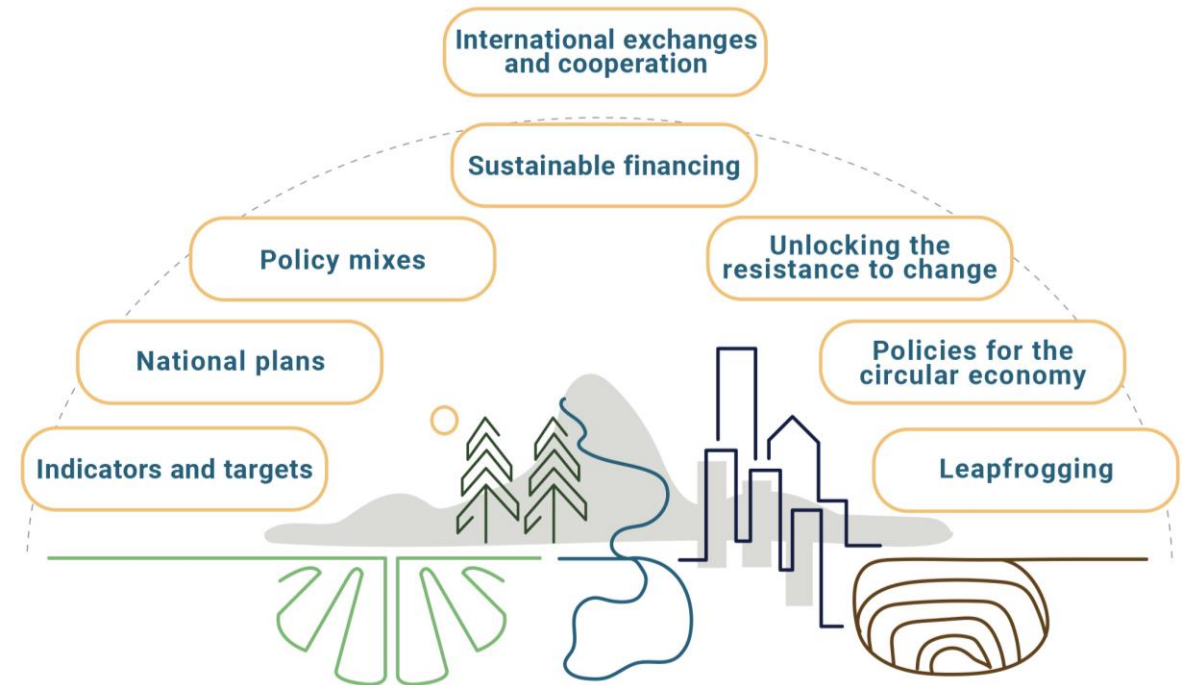 International exchanges
and cooperation
Sustainable financing
Policy mixes
Unlocking the
resistance to change
National plans
Policies for the
circular economy
Indicators and targets
Leapfrogging